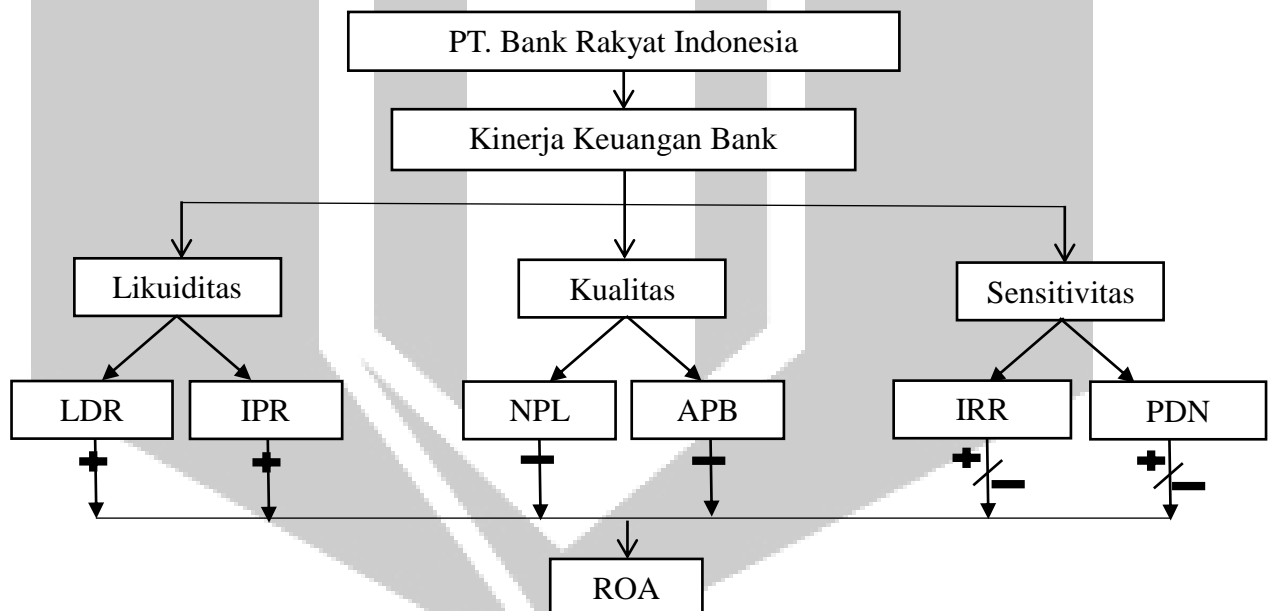 PT. Bank Rakyat Indonesia
Kinerja Keuangan Bank
Likuiditas
Kualitas
Sensitivitas
LDR
IPR
NPL
APB
IRR
PDN
+
+
−
−
+/−
+/−
ROA